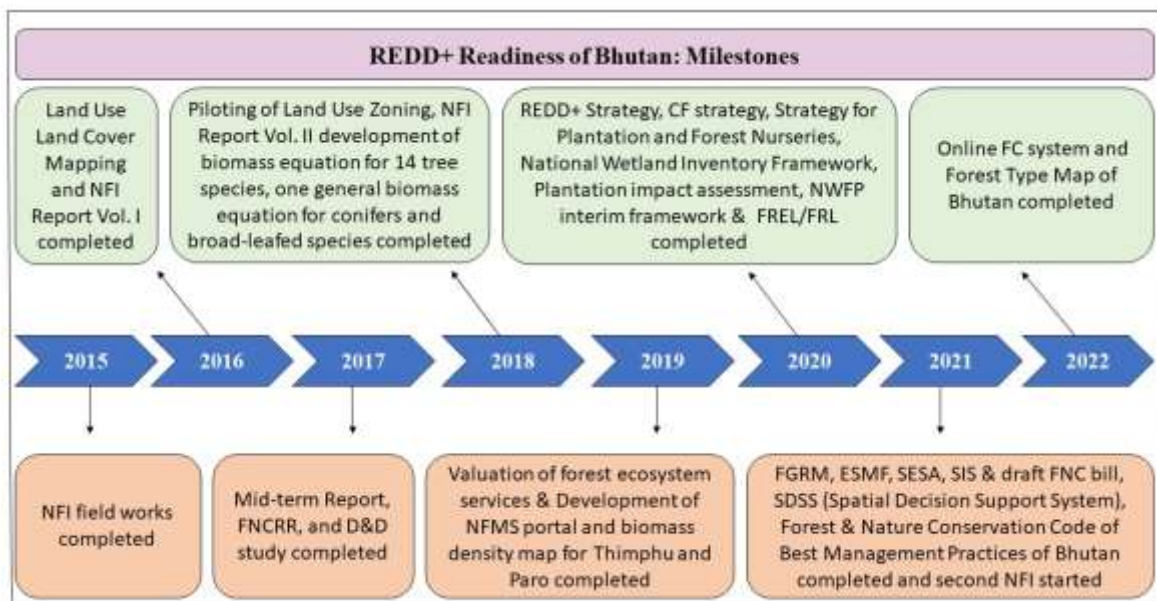 REDD+ Readiness of Bhutan: Milestones
Land Use
Land Cover
Mapping
and NFI
Report Vol. I
completed
Piloting of Land Use Zoning, NFI
Report Vol. II development of
biomass equation for 14 tree
species, one general biomass
equation for conifers and
broad-leafed species completed
REDD+ Strategy, CF strategy, Strategy for
Plantation and Forest Nurseries,
National Wetland Inventory Framework,
Plantation impact assessment, NWFP
interim framework & FREL/FRL
completed
Online FC system and
Forest Type Map of
Bhutan completed
2015
2016
2017
2018
2019
2020
2021
2022
NFI field works
completed
Mid-term Report,
FNCRR, and D&D
study completed
Valuation of forest ecosystem
services & Development of
NFMS portal and biomass
density map for Thimphu and
Paro completed
FGRM, ESMF, SESA, SIS & draft FNC bill,
SDSS (Spatial Decision Support System),
Forest & Nature Conservation Code of
Best Management Practices of Bhutan
completed and second NFI started